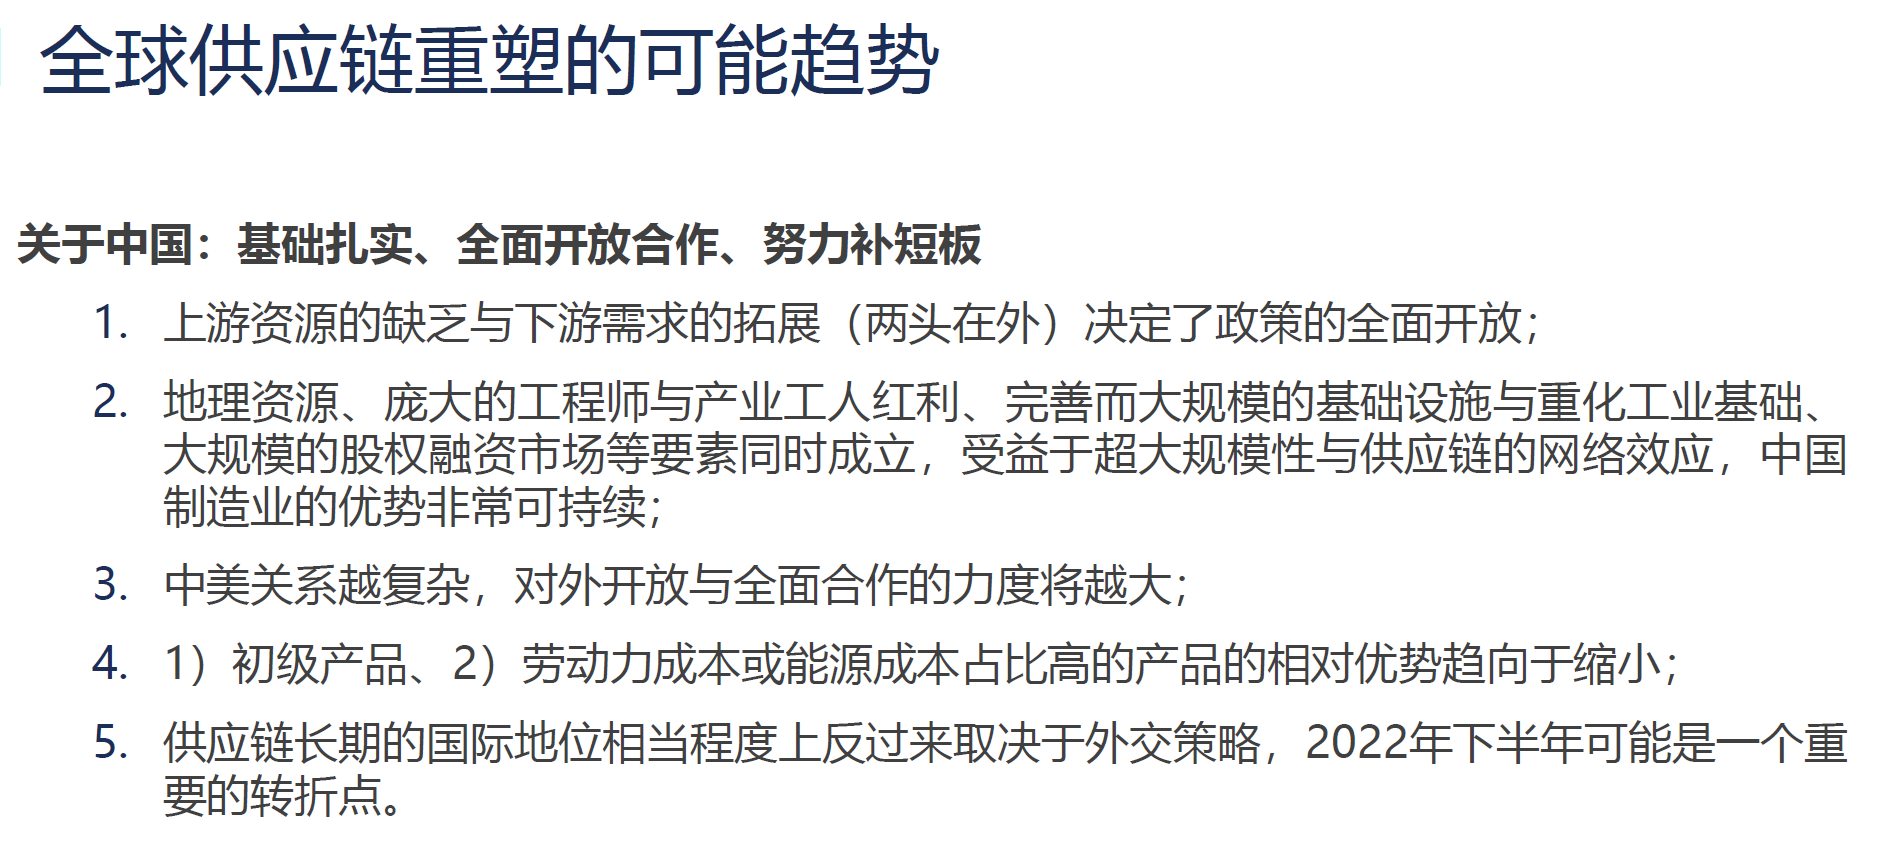 全球供应链重塑的可能趋势
关于中国：基础扎实、全面开放合作、努力补短板
1. 上游资源的缺乏与下游需求的拓展（两头在外）决定了政策的全面开放；
2. 地理资源、庞大的工程师与产业工人红利、完善而大规模的基础设施与重化工业基础、
大规模的股权融资市场等要素同时成立，受益于超大规模性与供应链的网络效应，中国
制造业的优势非常可持续；
3. 中美关系越复杂，对外开放与全面合作的力度将越大；
4. 1）初级产品、2）劳动力成本或能源成本占比高的产品的相对优势趋向于缩小；
5. 供应链长期的国际地位相当程度上反过来取决于外交策略，2022年下半年可能是一个重
要的转折点。